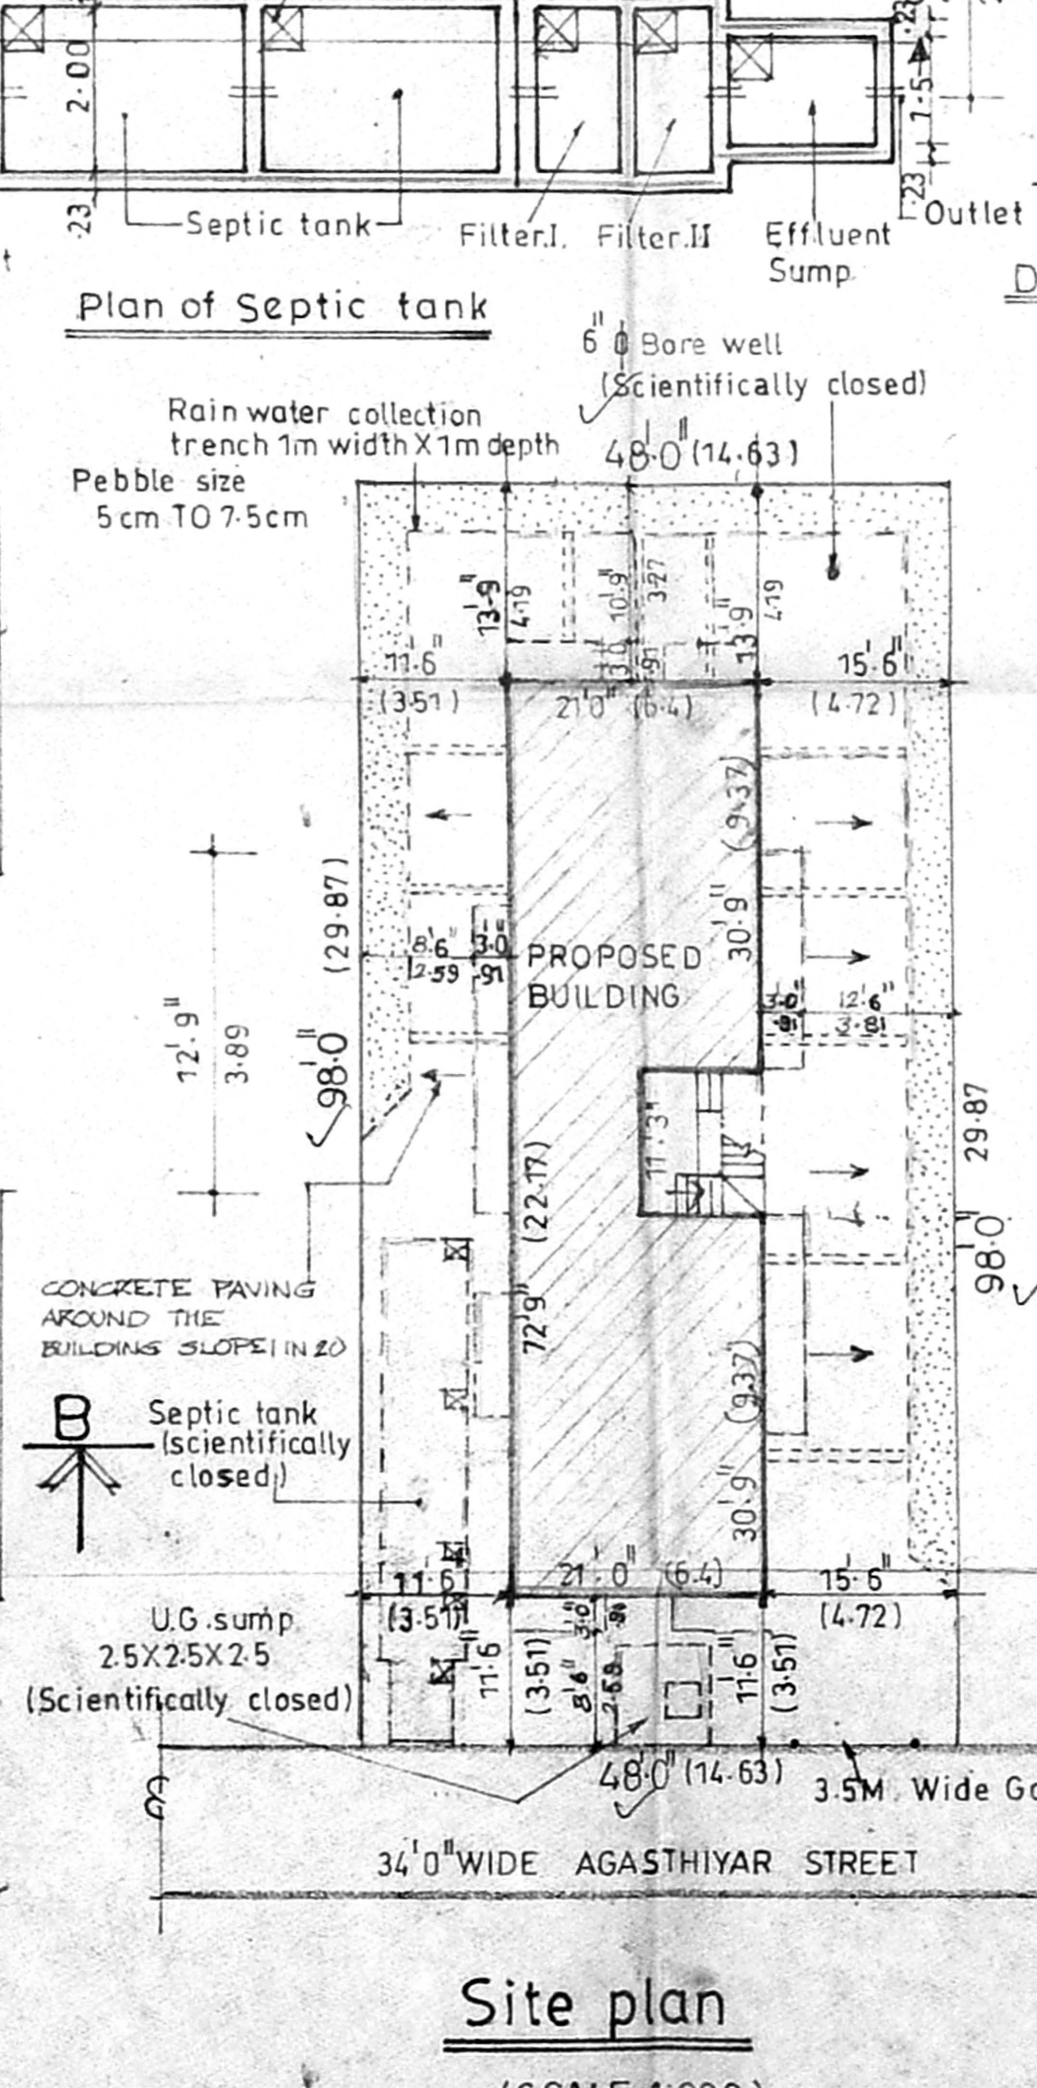 2.00
.23
Septic tank
Filter.I. Filter.II
Effluent
Sump
Outlet
.23
1.5
.23
Plan of Septic tank
6" φ Bore well
(Scientifically closed)
Rain water collection
trench 1m width X 1m depth
Pebble size
5cm TO 7.5cm
48'.0" (14.63)
13'-9"
4.19
10'.9"
3.27
3.0
.91
13'.9"
4.19
11'.6"
(3.51)
21'0" (6.4)
15'.6"
(4.72)
(9.37)
30'.9"
(29.87)
98'.0"
12'.9"
3.89
8'.6"
2.59
3'.0"
.91
PROPOSED
BUILDING
3'.0"
.91
12'.6"
3.81
11'.3"
29.87
98'.0"
(22.17)
72'.9"
CONCRETE PAVING
AROUND THE
BUILDING SLOPE 1 IN 20
B
Septic tank
(scientifically
closed)
(9.37)
30'.9"
11'.6"
(3.51)
21'.0" (6.4)
15'.6"
(4.72)
U.G. sump
2.5X2.5X2.5
(Scientifically closed)
11'.6"
(3.51)
3'.0"
.91
8'.6"
11'.6"
(3.51)
48'.0" (14.63)
3.5M. Wide
34'0" WIDE AGASTHIYAR STREET
Site plan